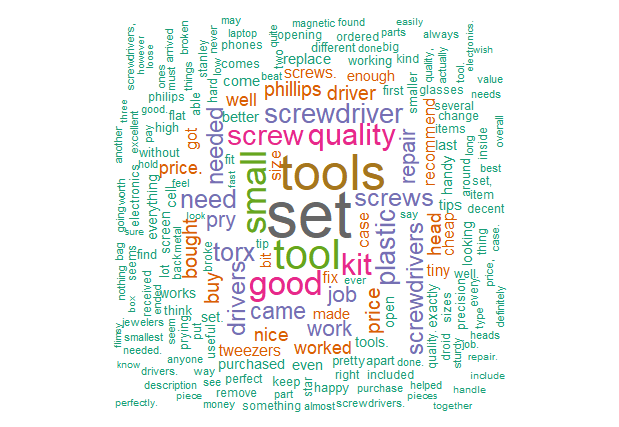 may
magnetic
found
laptop
opening
ordered
parts
easily
phones
different
done
big
always
comes
replace
working
kind
come
screws.
enough
smaller
glasses
beat
phillips
driver
first
several
value
needs
philips
well
change
flat
better
screwdriver
items
good.
high
screw
quality
last
without
price.
tools
need
set
screws
set,
item
pry
small
plastic
tips
decent
torx
tool
kit
tiny
well.
good
came
job
fix
bit
tip
ever
buy
made
open
works
think
set.
nice
work
tweezers
worked
tools.
job.
purchased
even
pretty
apart
done.
repair.
drivers.
way
right
included
description
see
perfect
keep
happy
purchase
helped
include
piece
remove
part
pieces
handle
perfectly.
money
something
almost
screwdrivers.
together
anyone
needed.
smallest
jewelers
know
heads
say
look
feel
hold
pay
sure
find
lot
seem
screwdrivers,
however
loose
ones
must
things
arrived
broken
stanley
hard
low
never
able
got
needed
fit
fast
size
two
quite
another
three
excellent
electronics
everything
screen
cell
going
worth
nothing
bag
seems
box
received
ended
back
metal
bought
broke
flimsy
prying
put
useful
drivers
star
case
price
repair
recommend
screwdrivers
head
cheap
handy
around
long
inside
looking
thing
best
overall
wish
electronics.
tool,
actually
quality,
case.
price,
every
type
precision
sizes
exactly
droid
quality.
sturdy
definitely